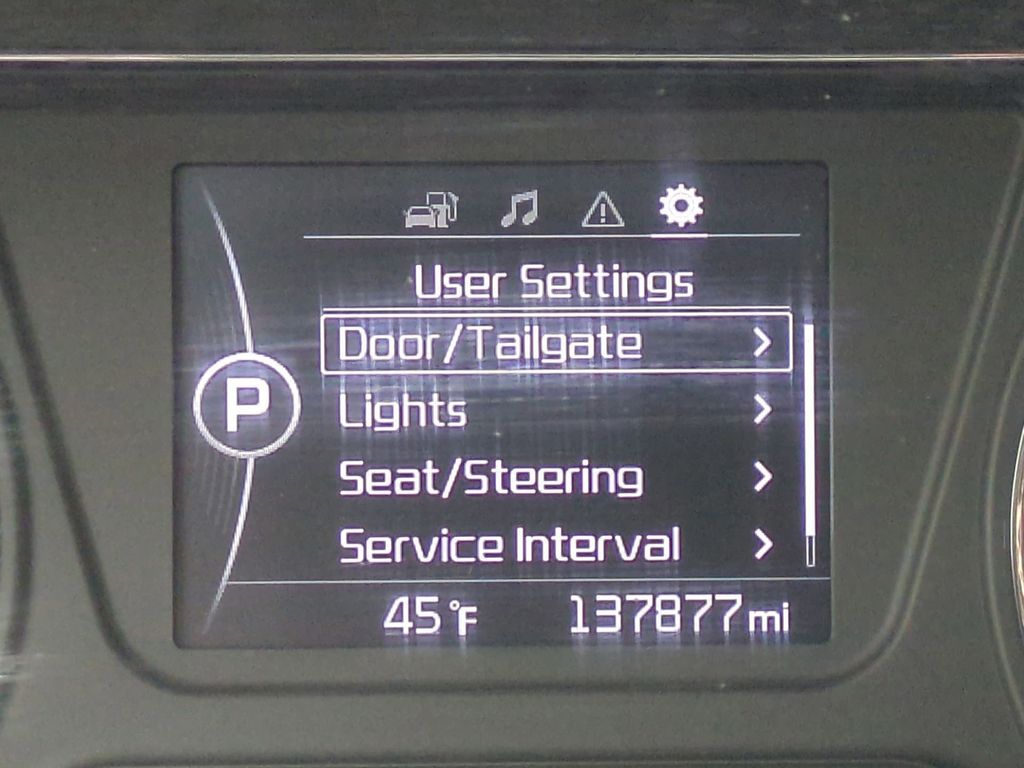 User Settings
Door/Tailgate
P
Lights
Seat/Steering
Service Interval
45°F 137877mi